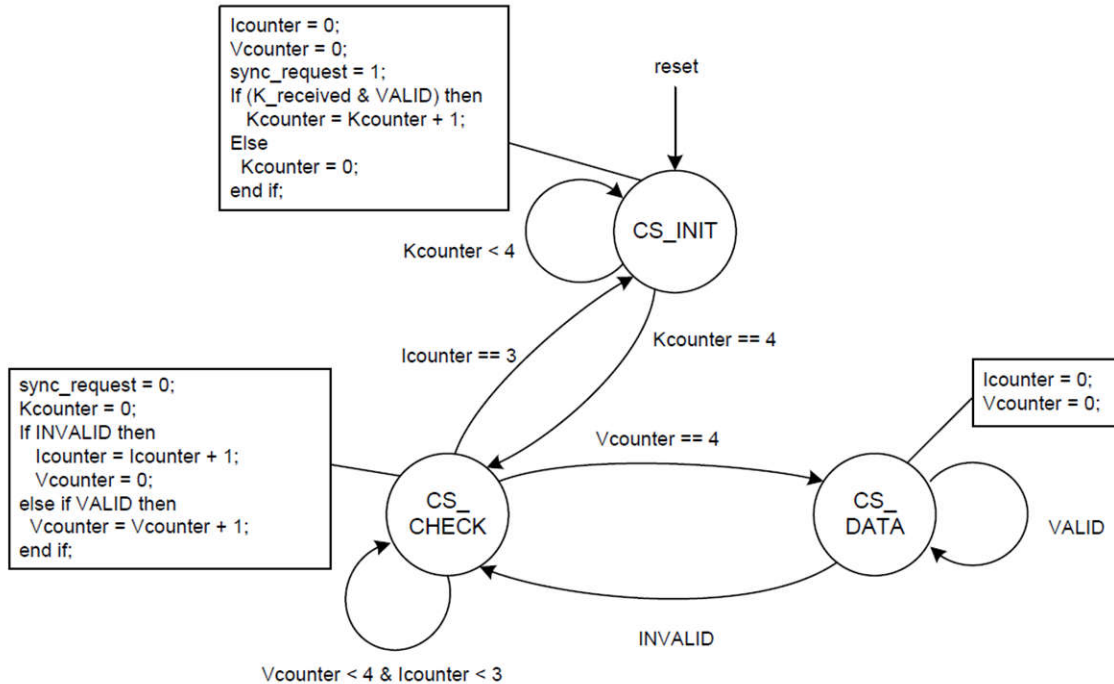 Icounter = 0;
Vcounter = 0;
sync_request = 1;
If (K_received & VALID) then
Kcounter = Kcounter + 1;
Else
Kcounter = 0;
end if;
reset
CS_INIT
Kcounter < 4
Icounter == 3
Kcounter == 4
sync_request = 0;
Kcounter = 0;
If INVALID then
Icounter = Icounter + 1;
Vcounter = 0;
else if VALID then
Vcounter = Vcounter + 1;
end if;
Icounter = 0;
Vcounter = 0;
Vcounter == 4
CS_
CHECK
CS_
DATA
VALID
INVALID
Vcounter < 4 & Icounter < 3